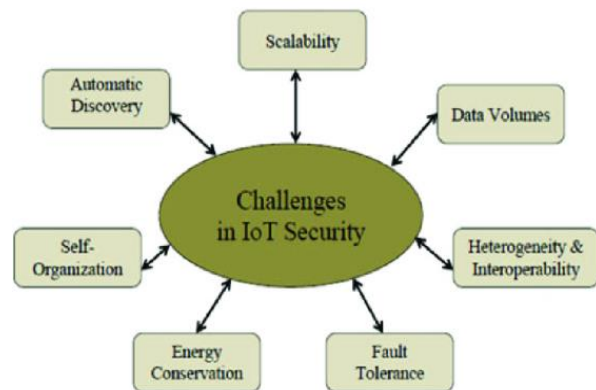 Scalability
Automatic
Discovery
Data Volumes
Challenges
in IoT Security
Self-
Organization
Heterogeneity &
Interoperability
Energy
Conservation
Fault
Tolerance